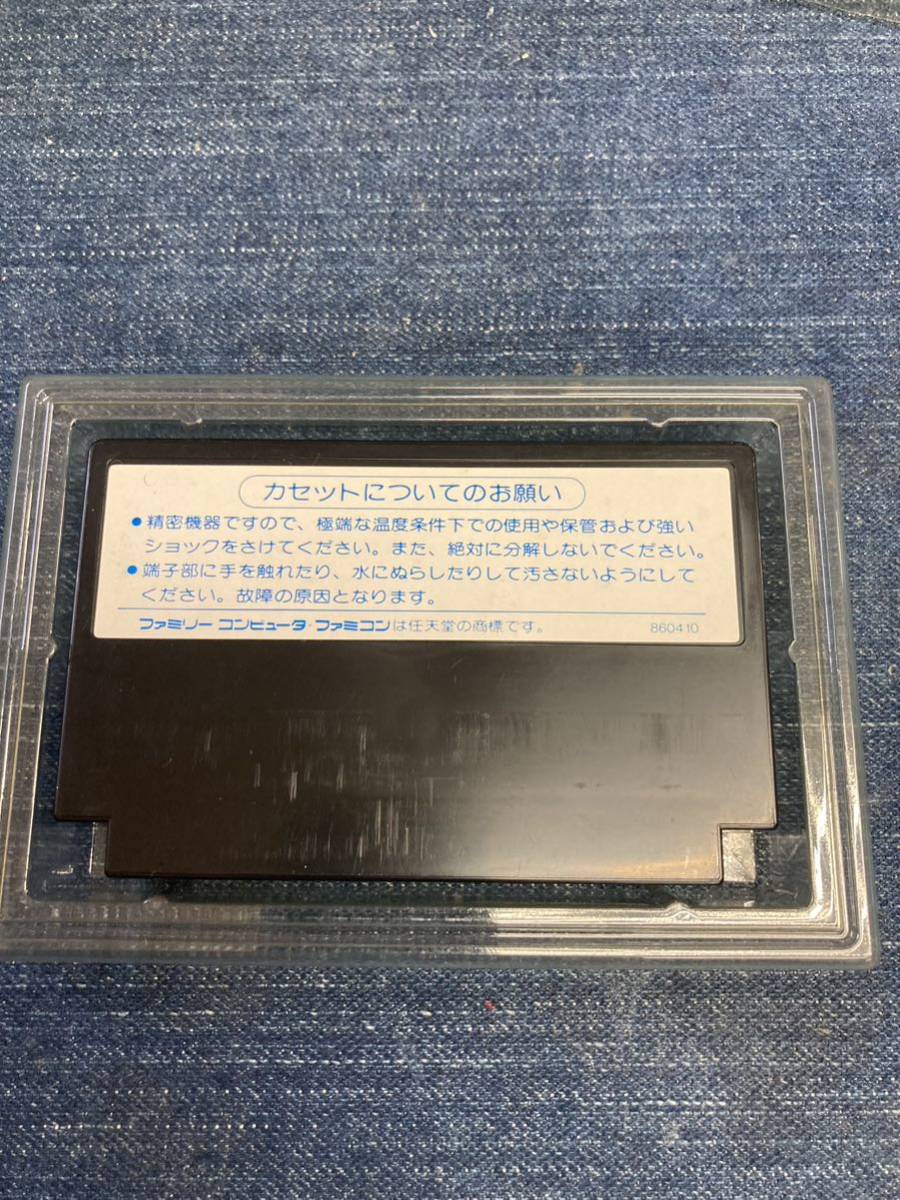 カセットについてのお願い
●精密機器ですので、極端な温度条件下での使用や保管および強い
ショックをさけてください。また、絶対に分解しないでください。
●端子部に手を触れたり、水にぬらしたりして汚さないようにして
ください。故障の原因となります。
ファミリー コンピュータ・ファミコンは任天堂の商標です。 860410